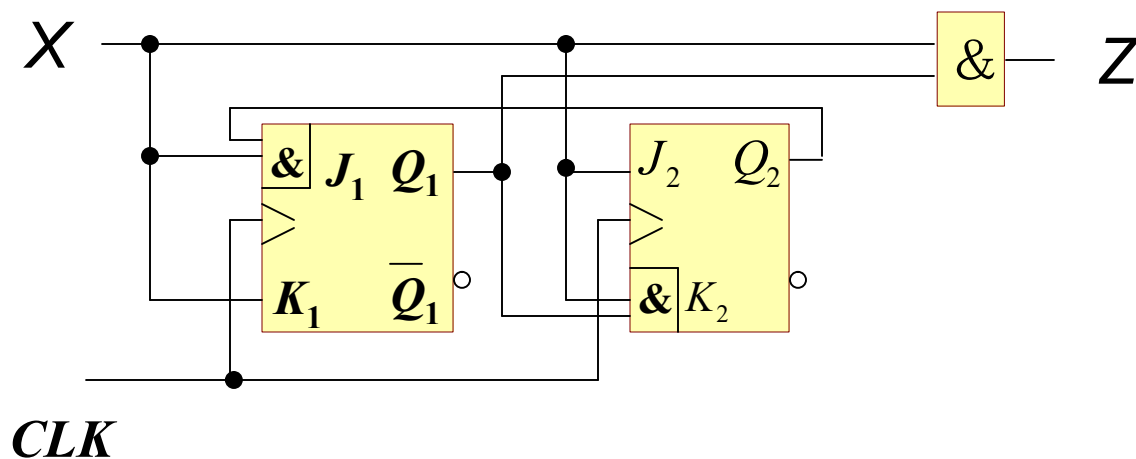 X
&
Z
& J₁ Q₁
J₂ Q₂
K₁ Q̅₁
& K₂
CLK